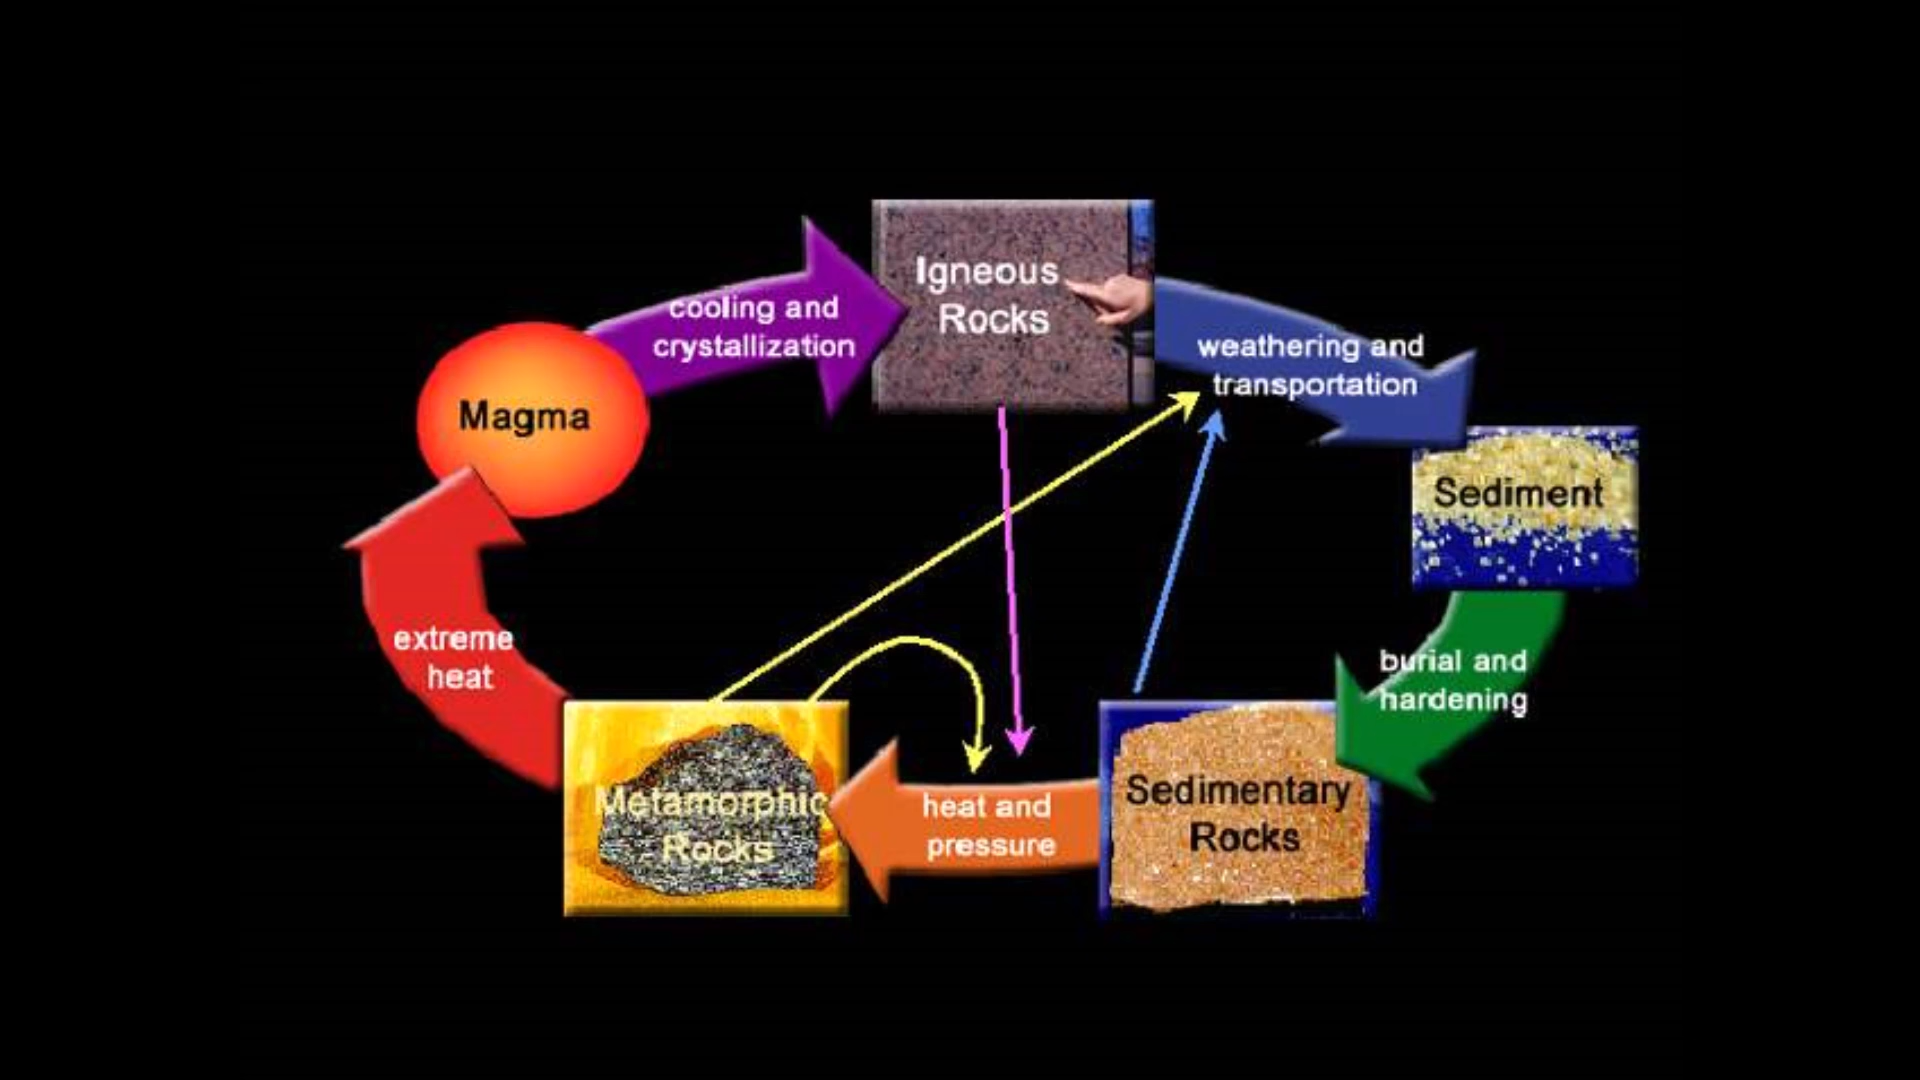 Igneous
Rocks
cooling and
crystallization
weathering and
transportation
Magma
Sediment
extreme
heat
burial and
hardening
Metamorphic
Rocks
heat and
pressure
Sedimentary
Rocks